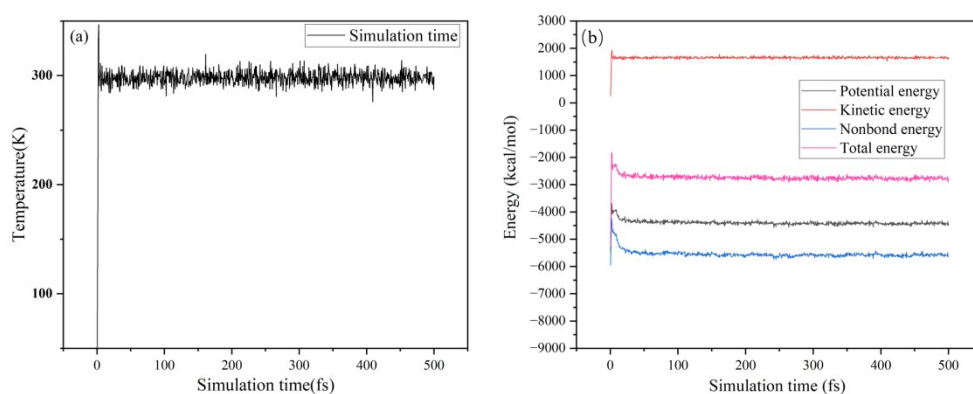 (a)
Simulation time
300
200
100
Temperature(K)
0
100
200
300
400
500
Simulation time(fs)
(b)
3000
2000
1000
0
−1000
−2000
−3000
−4000
−5000
−6000
−7000
−8000
−9000
Energy (kcal/mol)
Potential energy
Kinetic energy
Nonbond energy
Total energy
0
100
200
300
400
500
Simulation time (fs)